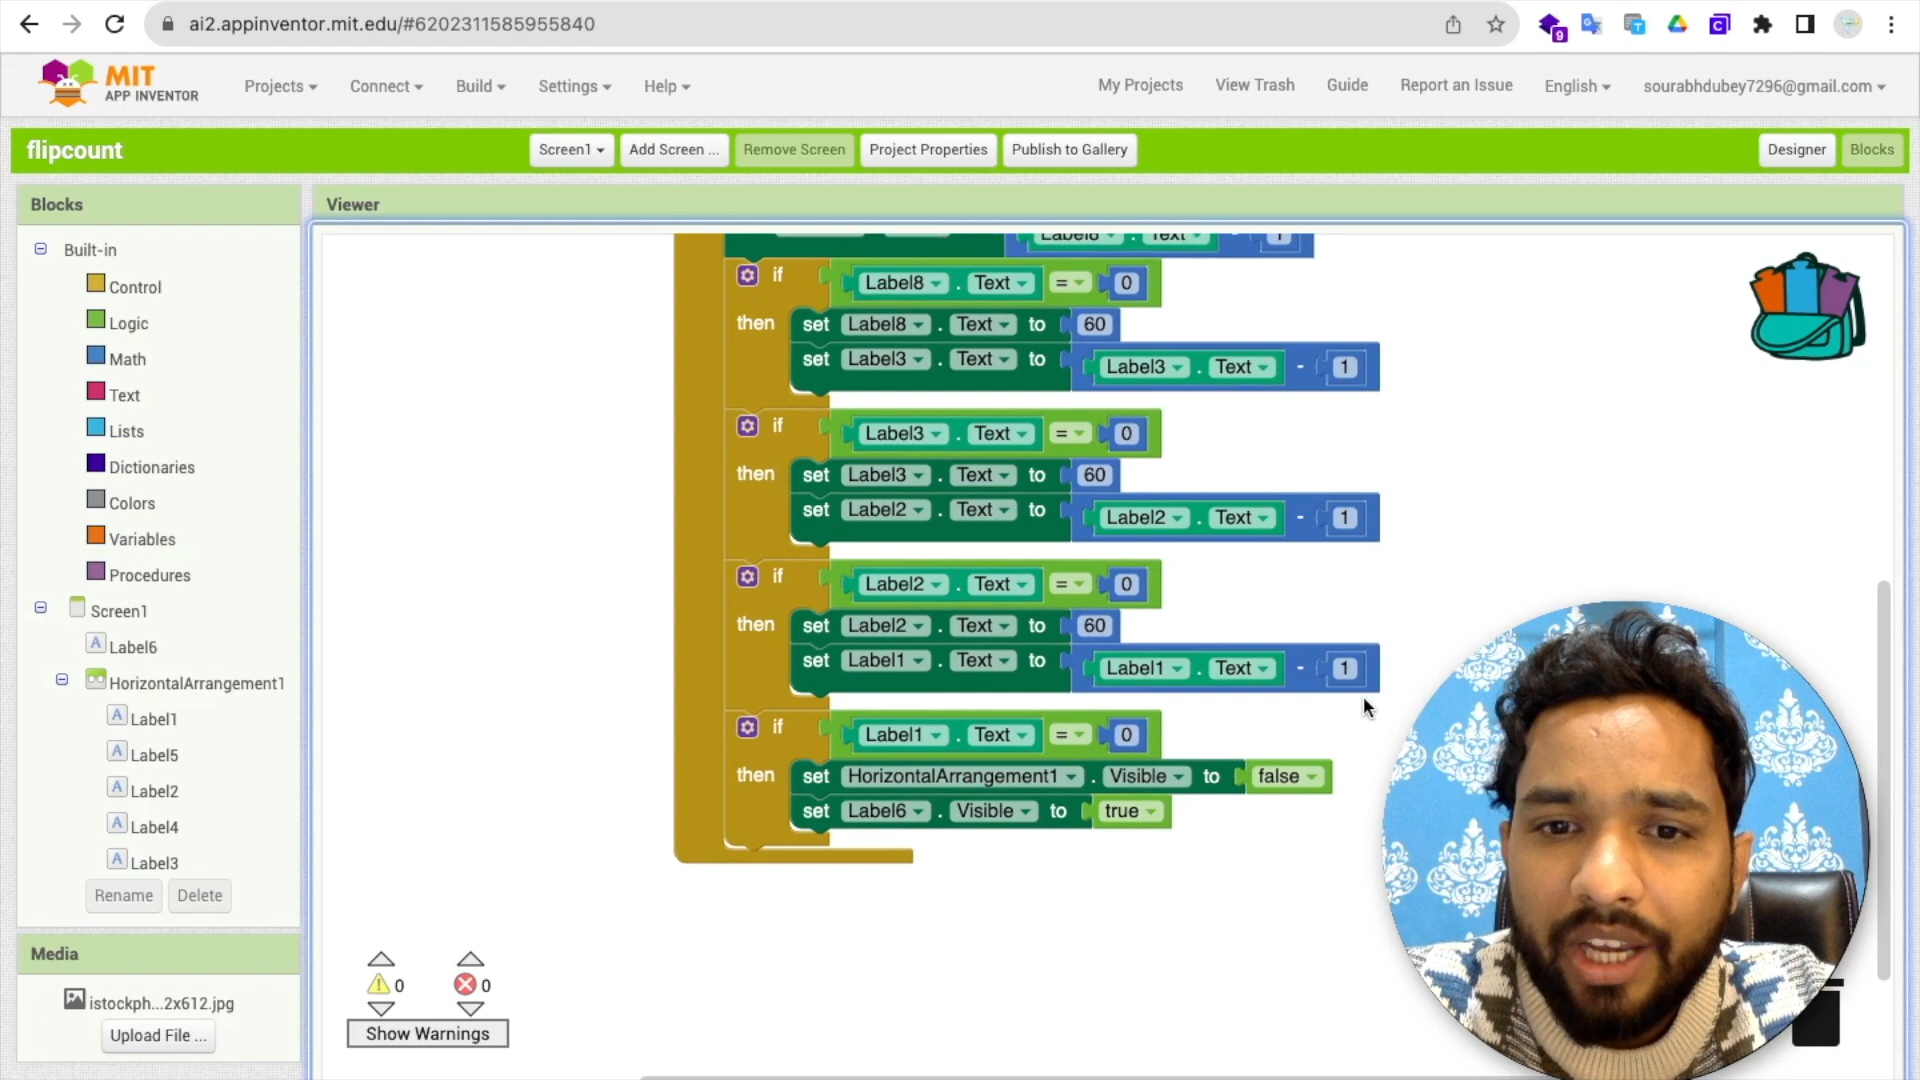 ai2.appinventor.mit.edu/#6202311585955840
9
MIT
APP INVENTOR
Projects
Connect
Build
Settings
Help
My Projects
View Trash
Guide
Report an Issue
English
sourabhdubey7296@gmail.com
flipcount
Screen1
Add Screen ...
Remove Screen
Project Properties
Publish to Gallery
Designer
Blocks
Blocks
Viewer
Built-in
Control
Logic
Math
Text
Lists
Dictionaries
Colors
Variables
Procedures
Screen1
Label6
HorizontalArrangement1
Label1
Label5
Label2
Label4
Label3
Rename
Delete
Media
istockph...2x612.jpg
Upload File ...
Label8 . Text - 1
if Label8 . Text = 0
then set Label8 . Text to 60
set Label3 . Text to Label3 . Text - 1
if Label3 . Text = 0
then set Label3 . Text to 60
set Label2 . Text to Label2 . Text - 1
if Label2 . Text = 0
then set Label2 . Text to 60
set Label1 . Text to Label1 . Text - 1
if Label1 . Text = 0
then set HorizontalArrangement1 . Visible to false
set Label6 . Visible to true
0
0
Show Warnings